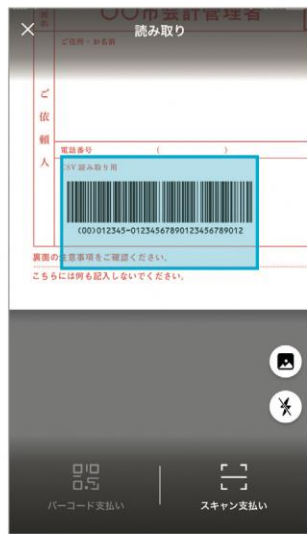 〇〇市会計管理者
読み取り
ご住所・お名前
ご依頼人
電話番号 ( )
CSV 読み取り用
(00)012345-01234567890123456789012
裏面の注意事項をご確認ください。
こちらには何も記入しないでください。
バーコード支払い
スキャン支払い